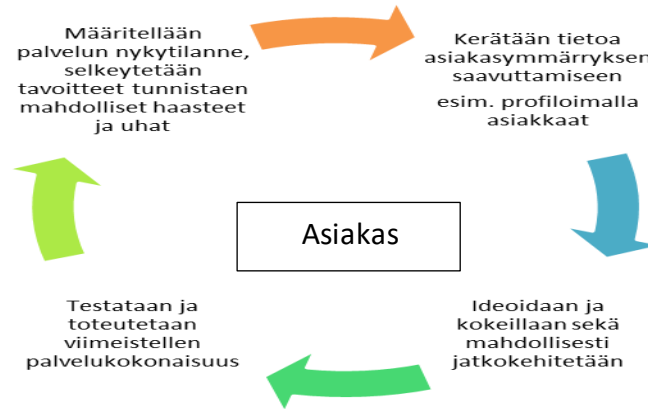 Määritellään
palvelun nykytilanne,
selkeytetään
tavoitteet tunnistaen
mahdolliset haasteet
ja uhat
Kerätään tietoa
asiakasymmärryksen
saavuttamiseen
esim. profiloimalla
asiakkaat
Asiakas
Ideoidaan ja
kokeillaan sekä
mahdollisesti
jatkokehitetään
Testataan ja
toteutetaan
viimeistellen
palvelukokonaisuus